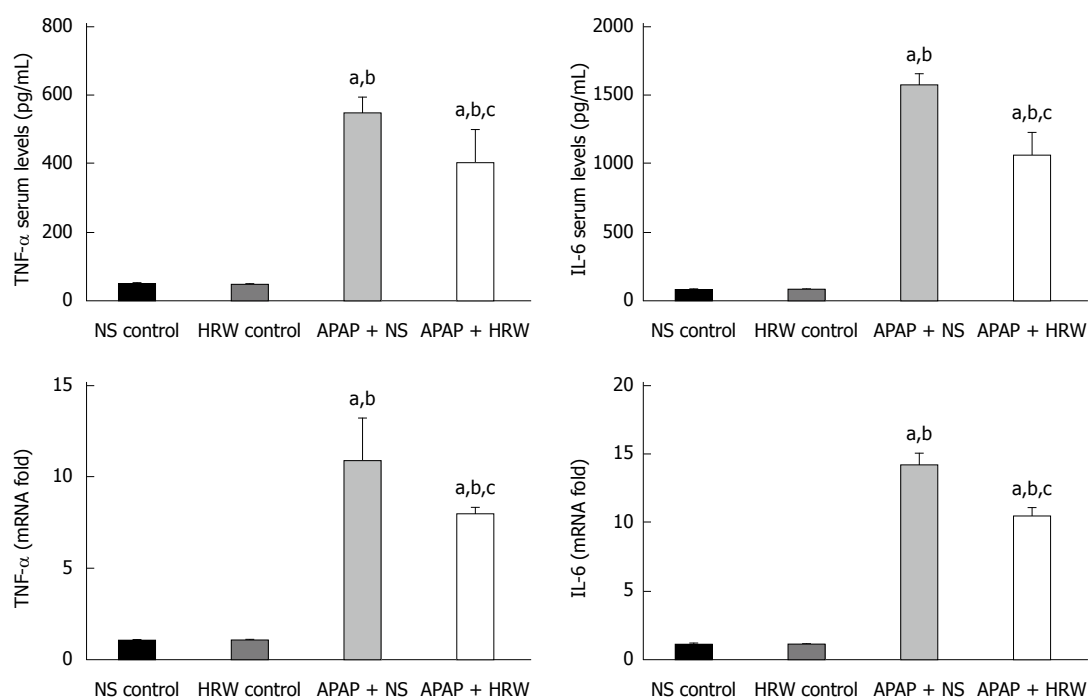 TNF-α serum levels (pg/mL)
800
600
400
200
0
a,b
a,b,c
NS control HRW control APAP + NS APAP + HRW
IL-6 serum levels (pg/mL)
2000
1500
1000
500
0
a,b
a,b,c
NS control HRW control APAP + NS APAP + HRW
TNF-α (mRNA fold)
15
10
5
0
a,b
a,b,c
NS control HRW control APAP + NS APAP + HRW
IL-6 (mRNA fold)
20
15
10
5
0
a,b
a,b,c
NS control HRW control APAP + NS APAP + HRW